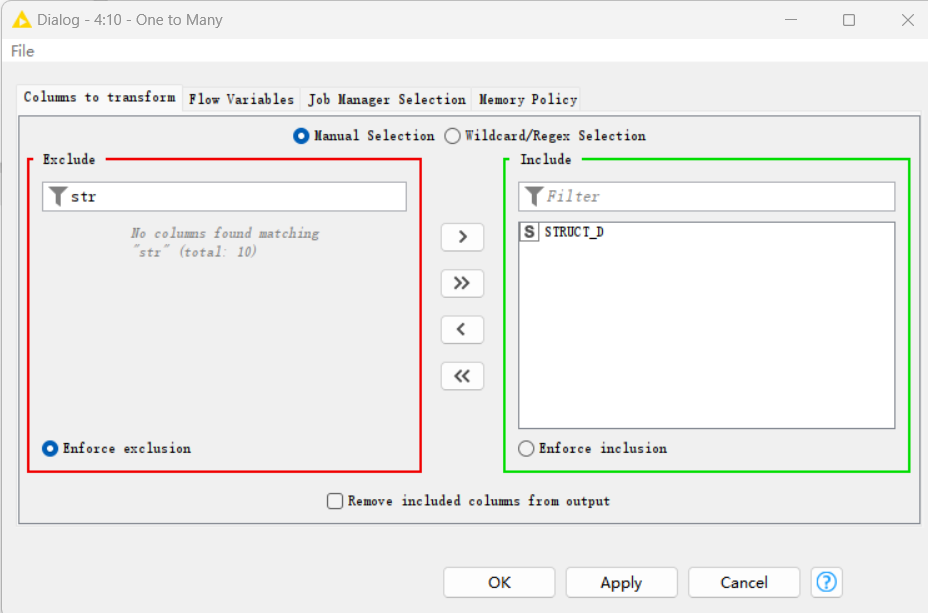 Dialog - 4:10 - One to Many
File
Columns to transform Flow Variables Job Manager Selection Memory Policy
Manual Selection Wildcard/Regex Selection
Exclude
str
No columns found matching
"str" (total: 10)
Enforce exclusion
Include
Filter
S STRUCT_D
Enforce inclusion
Remove included columns from output
OK Apply Cancel ?